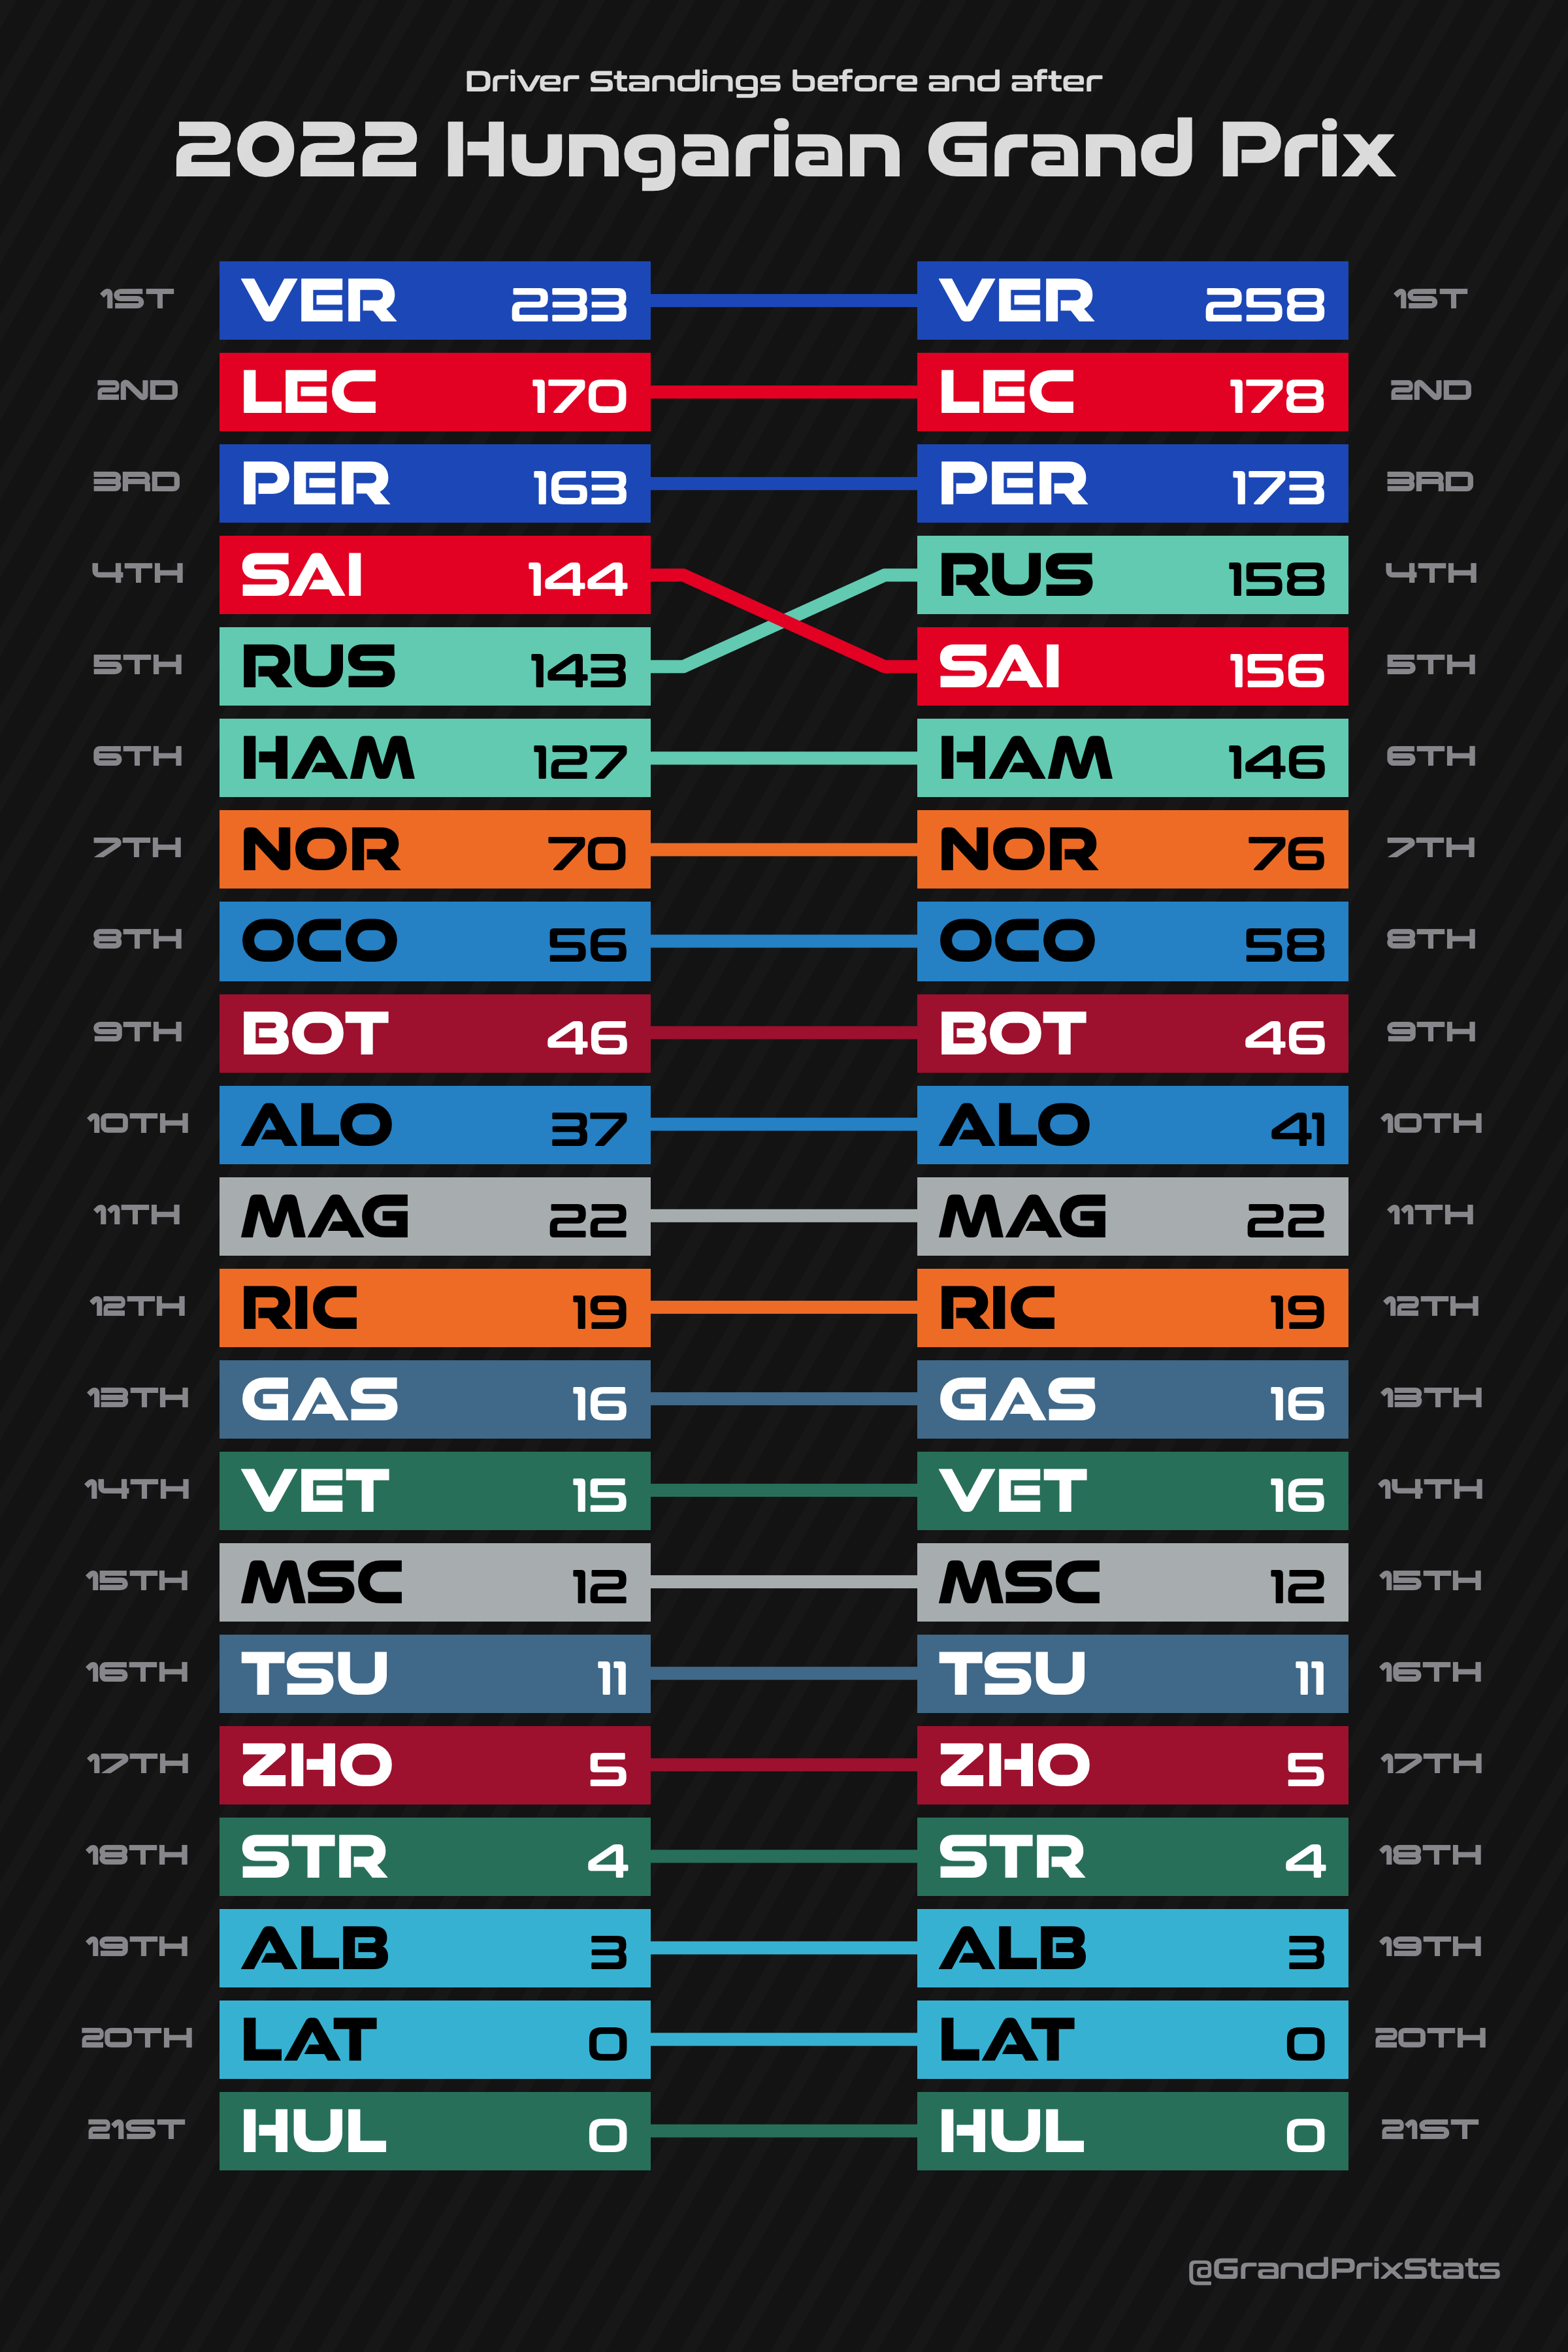 Driver Standings before and after
2022 Hungarian Grand Prix
1ST VER 233 VER 258 1ST
2ND LEC 170 LEC 178 2ND
3RD PER 163 PER 173 3RD
4TH SAI 144 RUS 158 4TH
5TH RUS 143 SAI 156 5TH
6TH HAM 127 HAM 146 6TH
7TH NOR 70 NOR 76 7TH
8TH OCO 56 OCO 58 8TH
9TH BOT 46 BOT 46 9TH
10TH ALO 37 ALO 41 10TH
11TH MAG 22 MAG 22 11TH
12TH RIC 19 RIC 19 12TH
13TH GAS 16 GAS 16 13TH
14TH VET 15 VET 16 14TH
15TH MSC 12 MSC 12 15TH
16TH TSU 11 TSU 11 16TH
17TH ZHO 5 ZHO 5 17TH
18TH STR 4 STR 4 18TH
19TH ALB 3 ALB 3 19TH
20TH LAT 0 LAT 0 20TH
21ST HUL 0 HUL 0 21ST
@GrandPrixStats